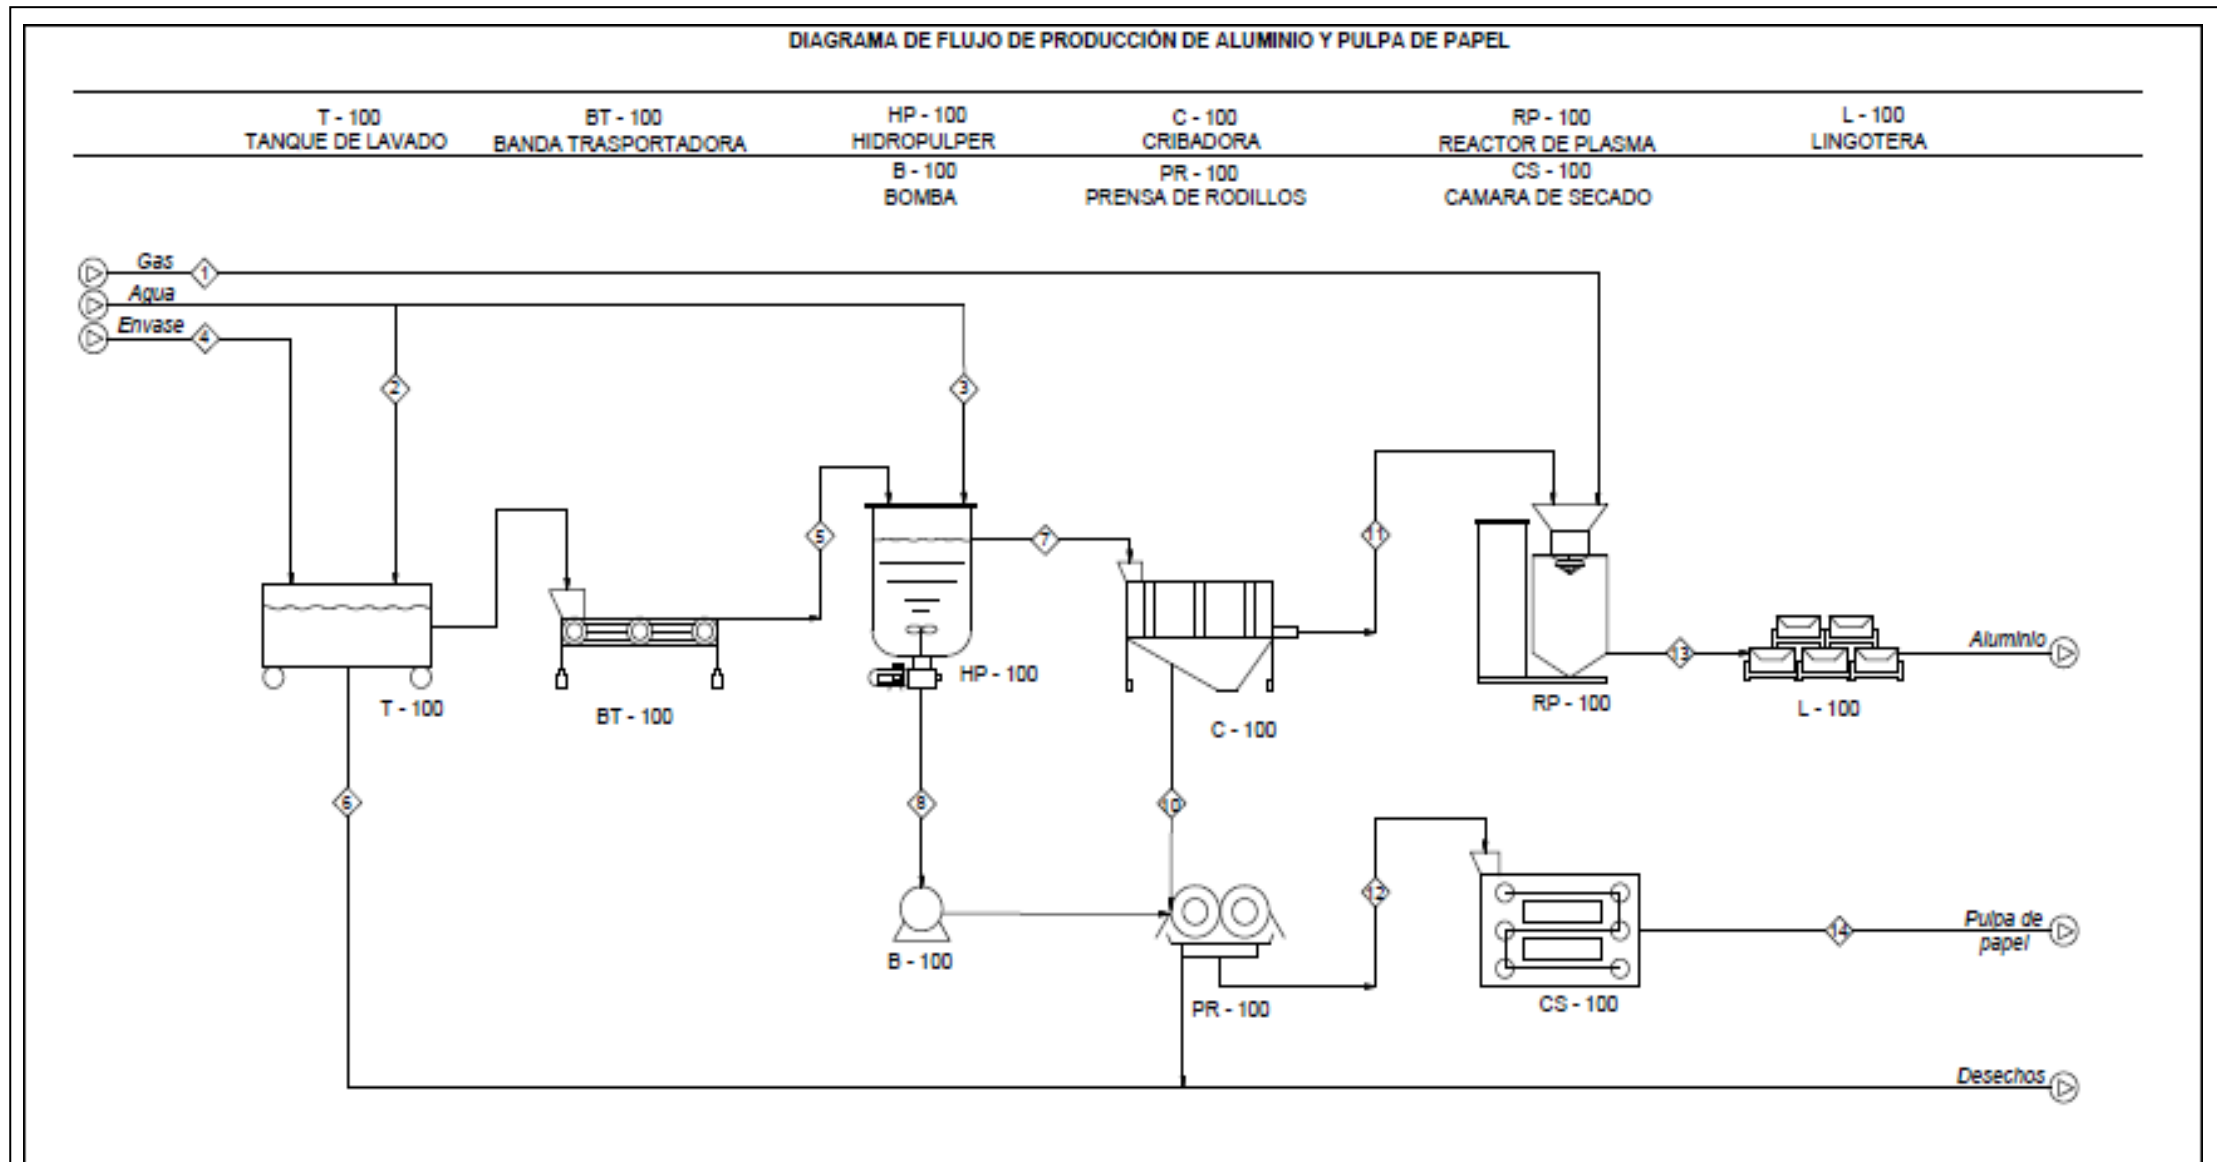 DIAGRAMA DE FLUJO DE PRODUCCIÓN DE ALUMINIO Y PULPA DE PAPEL
T - 100
TANQUE DE LAVADO
BT - 100
BANDA TRASPORTADORA
HP - 100
HIDROPULPER
C - 100
CRIBADORA
RP - 100
REACTOR DE PLASMA
L - 100
LINGOTERA
B - 100
BOMBA
PR - 100
PRENSA DE RODILLOS
CS - 100
CAMARA DE SECADO
Gas
1
Agua
Envase
4
2
3
5
7
11
T - 100
BT - 100
HP - 100
C - 100
13
RP - 100
L - 100
Aluminio
6
8
10
12
B - 100
PR - 100
CS - 100
14
Pulpa de
papel
Desechos